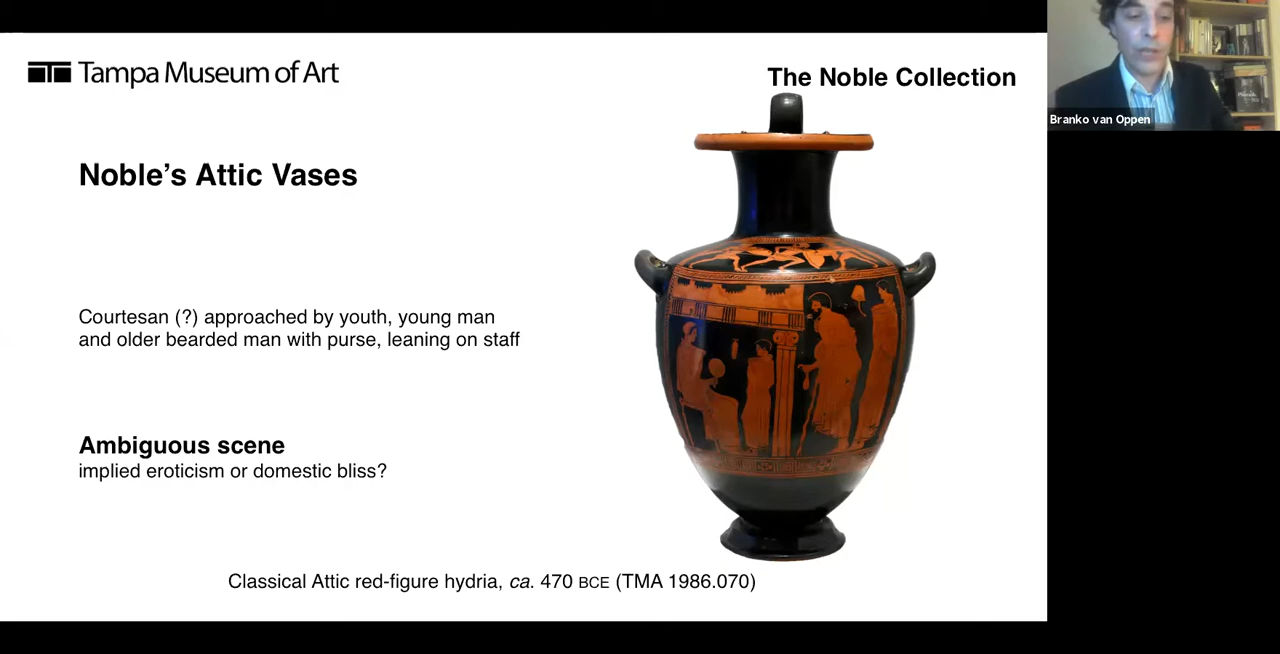 Tampa Museum of Art
The Noble Collection
Branko van Oppen
Noble's Attic Vases
Courtesan (?) approached by youth, young man
and older bearded man with purse, leaning on staff
Ambiguous scene
implied eroticism or domestic bliss?
Classical Attic red-figure hydria, ca. 470 BCE (TMA 1986.070)